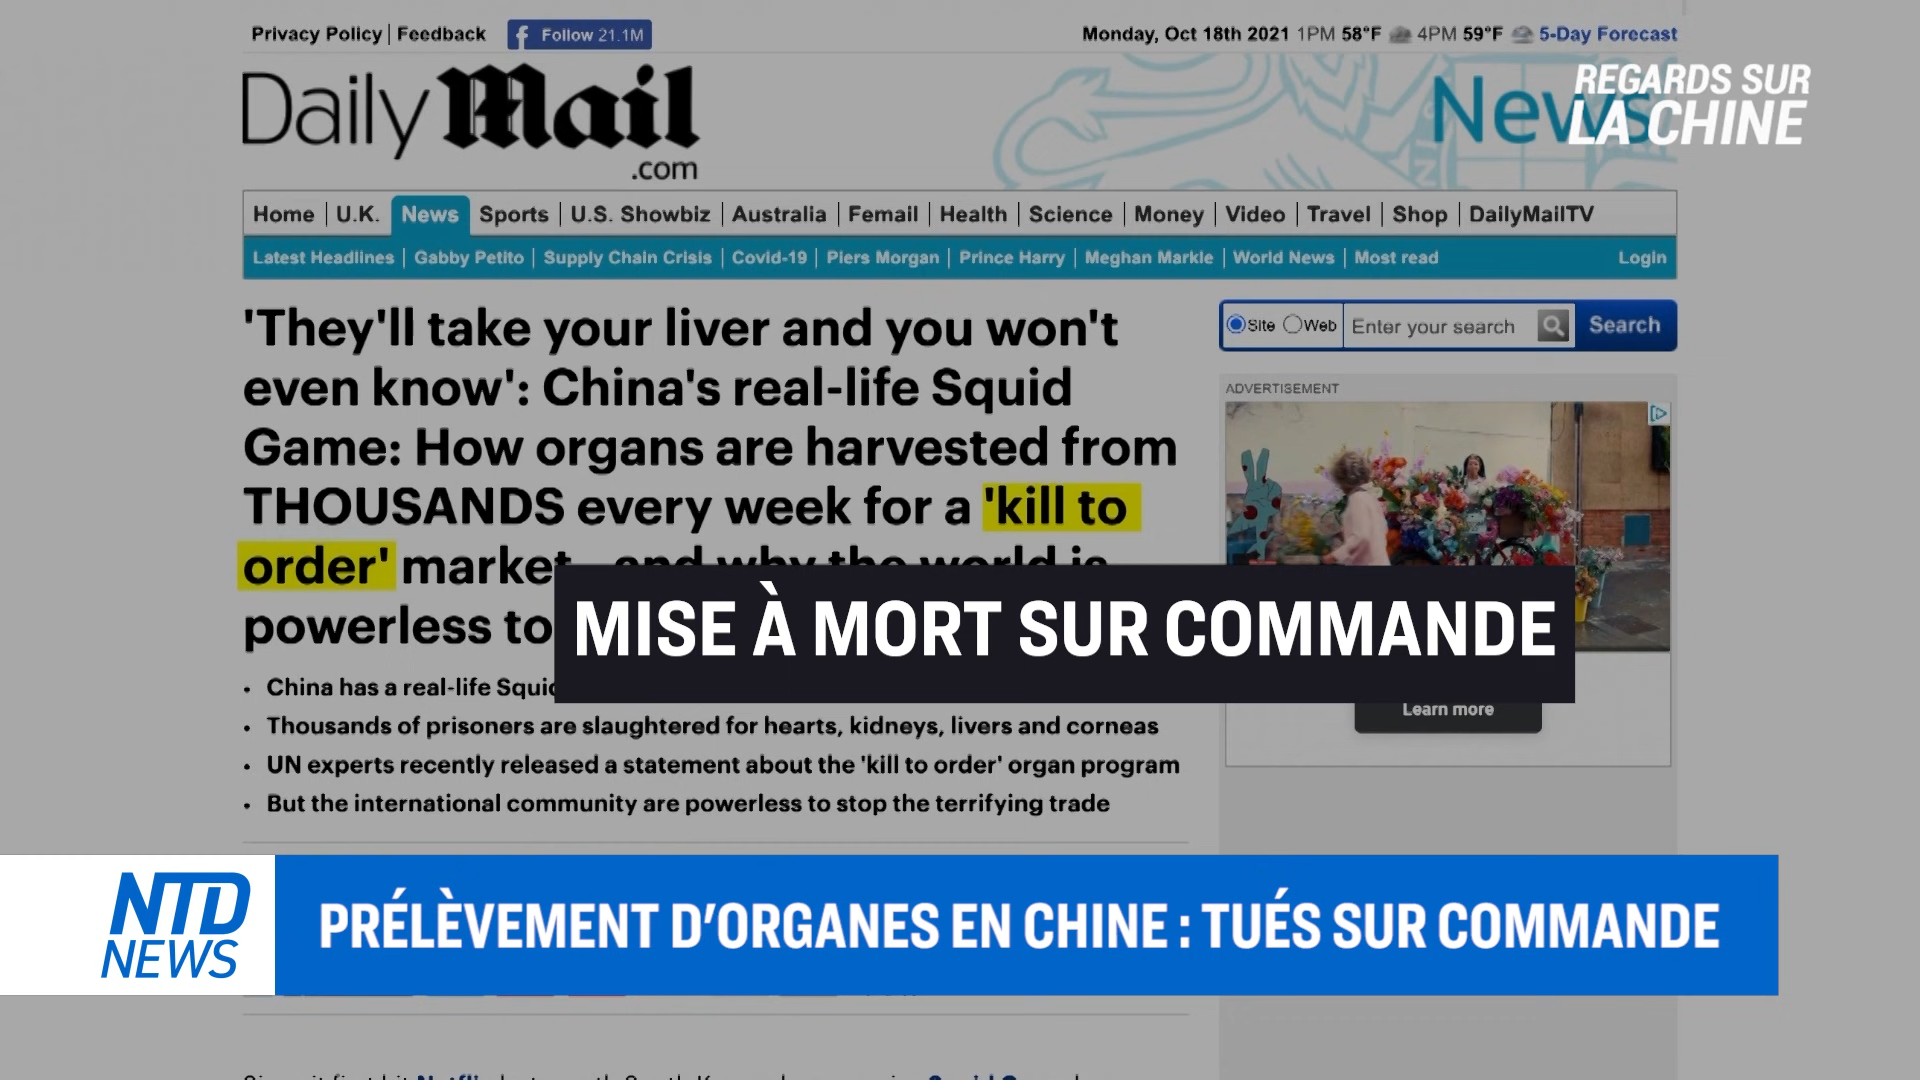 Privacy Policy | Feedback
Follow 21.1M
Monday, Oct 18th 2021 1PM 58°F 4PM 59°F 5-Day Forecast
Daily Mail
.com
News
REGARDS SUR
LA CHINE
Home | U.K. News Sports | U.S. Showbiz | Australia | Femail | Health | Science | Money | Video | Travel | Shop | DailyMailTV
Latest Headlines | Gabby Petito | Supply Chain Crisis | Covid-19 | Piers Morgan | Prince Harry | Meghan Markle | World News | Most read
Login
'They'll take your liver and you won't
even know': China's real-life Squid
Game: How organs are harvested from
THOUSANDS every week for a 'kill to
order' market and why the world is
powerless to
Site Web Enter your search Search
ADVERTISEMENT
MISE À MORT SUR COMMANDE
Learn more
• China has a real-life
• Thousands of prisoners are slaughtered for hearts, kidneys, livers and corneas
• UN experts recently released a statement about the 'kill to order' organ program
• But the international community are powerless to stop the terrifying trade
NTD
NEWS
PRÉLÈVEMENT D'ORGANES EN CHINE : TUÉS SUR COMMANDE